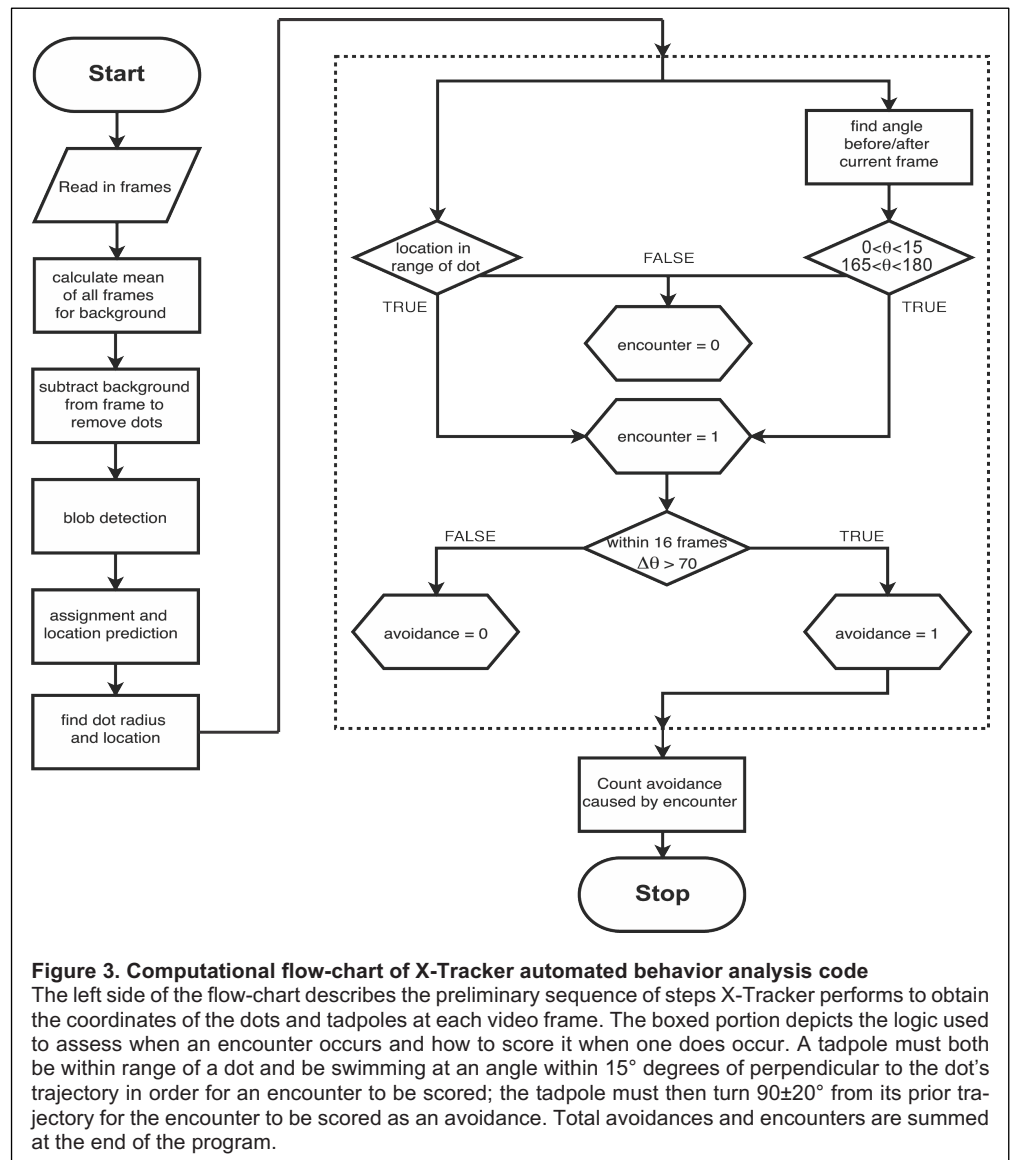 Start
Read in frames
calculate mean
of all frames
for background
subtract background
from frame to
remove dots
blob detection
assignment and
location prediction
find dot radius
and location
find angle
before/after
current frame
location in
range of dot
FALSE
0<θ<15
165<θ<180
TRUE
TRUE
encounter = 0
encounter = 1
FALSE
within 16 frames
Δθ > 70
TRUE
avoidance = 0
avoidance = 1
Count avoidance
caused by encounter
Stop
Figure 3. Computational flow-chart of X-Tracker automated behavior analysis code
The left side of the flow-chart describes the preliminary sequence of steps X-Tracker performs to obtain
the coordinates of the dots and tadpoles at each video frame. The boxed portion depicts the logic used
to assess when an encounter occurs and how to score it when one does occur. A tadpole must both
be within range of a dot and be swimming at an angle within 15° degrees of perpendicular to the dot's
trajectory in order for an encounter to be scored; the tadpole must then turn 90±20° from its prior tra-
jectory for the encounter to be scored as an avoidance. Total avoidances and encounters are summed
at the end of the program.